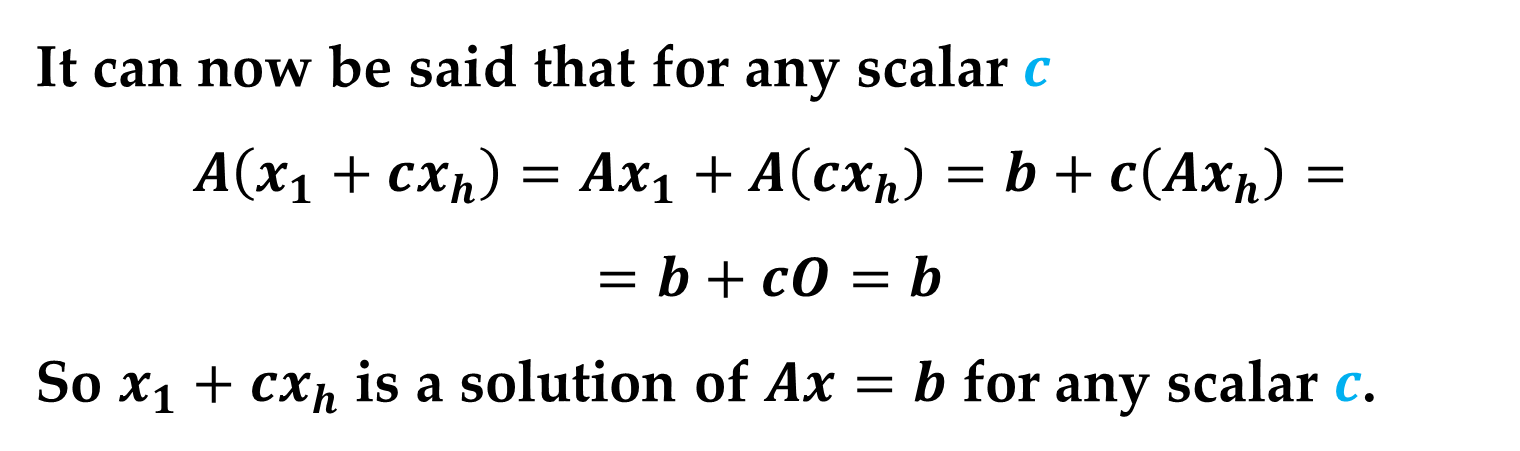 It can now be said that for any scalar c
A(x₁ + cxₕ) = Ax₁ + A(cxₕ) = b + c(Axₕ) =
= b + cO = b
So x₁ + cxₕ is a solution of Ax = b for any scalar c.